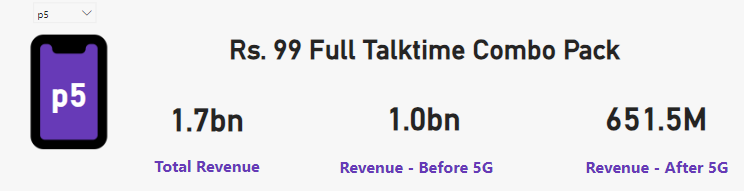 p5
p5
Rs. 99 Full Talktime Combo Pack
1.7bn
1.0bn
651.5M
Total Revenue
Revenue - Before 5G
Revenue - After 5G